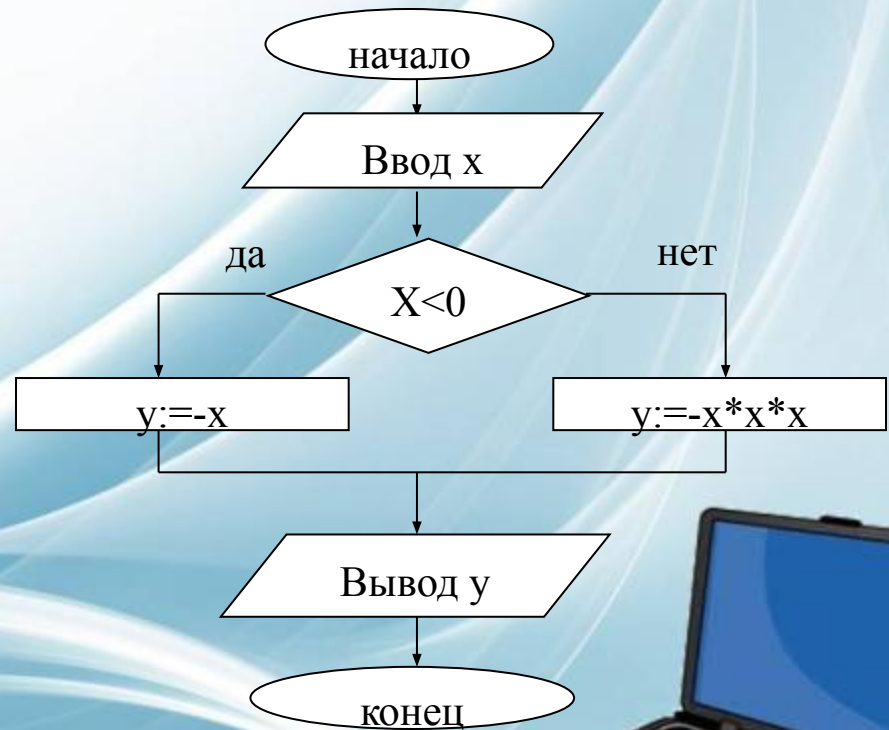 начало
Ввод x
да
нет
X<0
y:=-x
y:=-x*x*x
Вывод y
конец